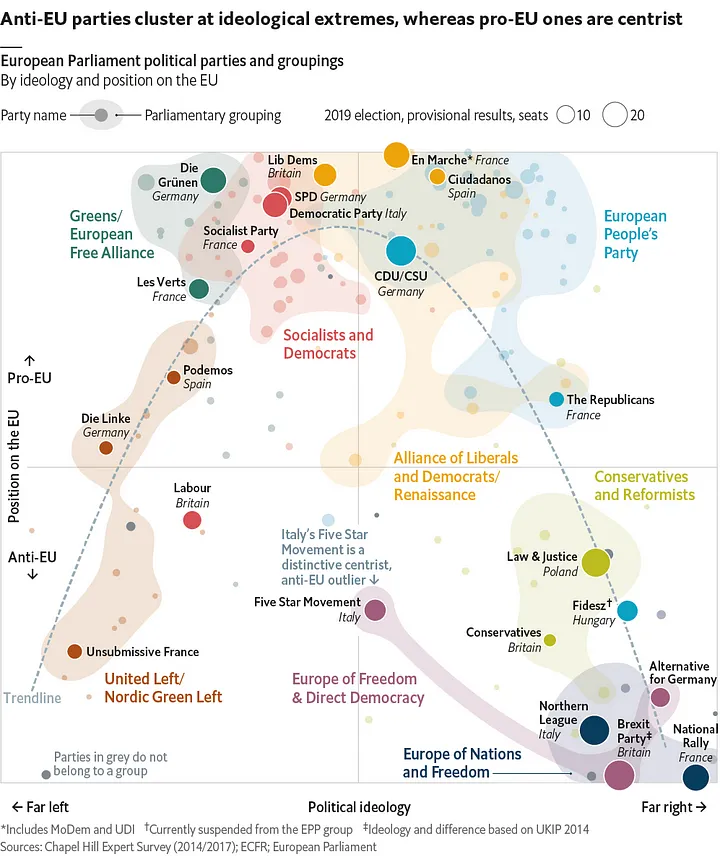 Anti-EU parties cluster at ideological extremes, whereas pro-EU ones are centrist
European Parliament political parties and groupings
By ideology and position on the EU
Party name
Parliamentary grouping
2019 election, provisional results, seats
10
20
Die
Grünen
Germany
Lib Dems
Britain
En Marche* France
Ciudadanos
Spain
SPD Germany
Democratic Party Italy
Greens/
European
Free Alliance
Socialist Party
France
European
People's
Party
CDU/CSU
Germany
Les Verts
France
Socialists and
Democrats
↑
Pro-EU
Podemos
Spain
The Republicans
France
Die Linke
Germany
Position on the EU
Alliance of Liberals
and Democrats/
Renaissance
Conservatives
and Reformists
Labour
Britain
Italy's Five Star
Movement is a
distinctive centrist,
anti-EU outlier ↓
Anti-EU
↓
Law & Justice
Poland
Five Star Movement
Italy
Fidesz†
Hungary
Conservatives
Britain
Unsubmissive France
Alternative
for Germany
United Left/
Nordic Green Left
Europe of Freedom
& Direct Democracy
Trendline
Northern
League
Italy
Brexit
Party‡
Britain
National
Rally
France
Parties in grey do not
belong to a group
Europe of Nations
and Freedom
← Far left
Political ideology
Far right →
*Includes MoDem and UDI †Currently suspended from the EPP group ‡Ideology and difference based on UKIP 2014
Sources: Chapel Hill Expert Survey (2014/2017); ECFR; European Parliament